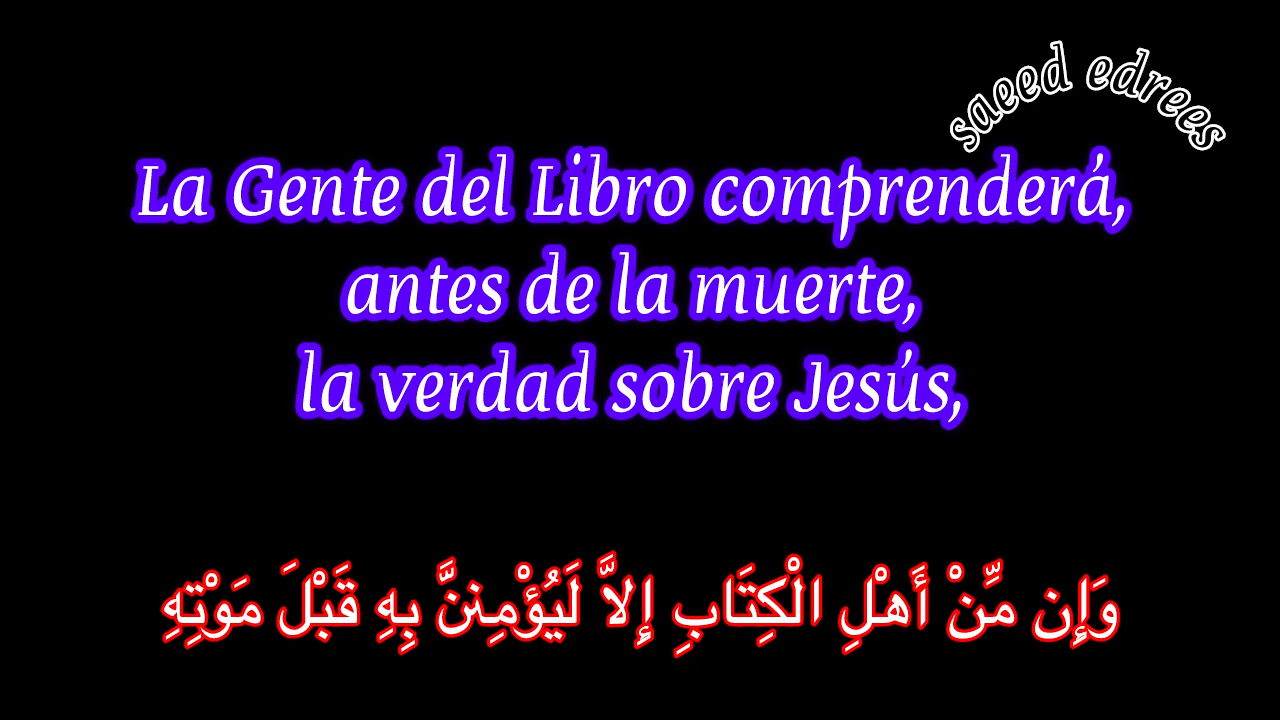 saeed edrees
La Gente del Libro comprenderá,
antes de la muerte,
la verdad sobre Jesús,
وَإِن مِّنْ أَهْلِ الْكِتَابِ إِلاَّ لَيُؤْمِنَنَّ بِهِ قَبْلَ مَوْتِهِ